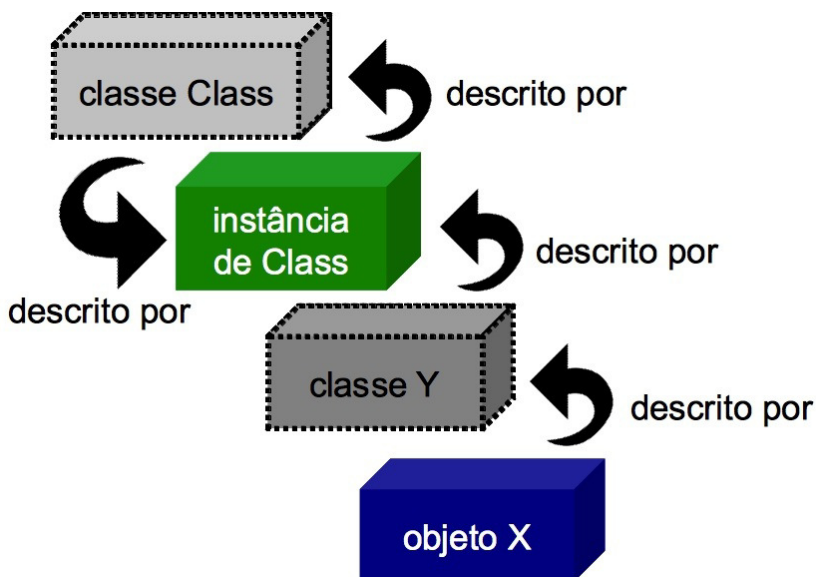 classe Class
descrito por
instância
de Class
descrito por
descrito por
classe Y
descrito por
objeto X